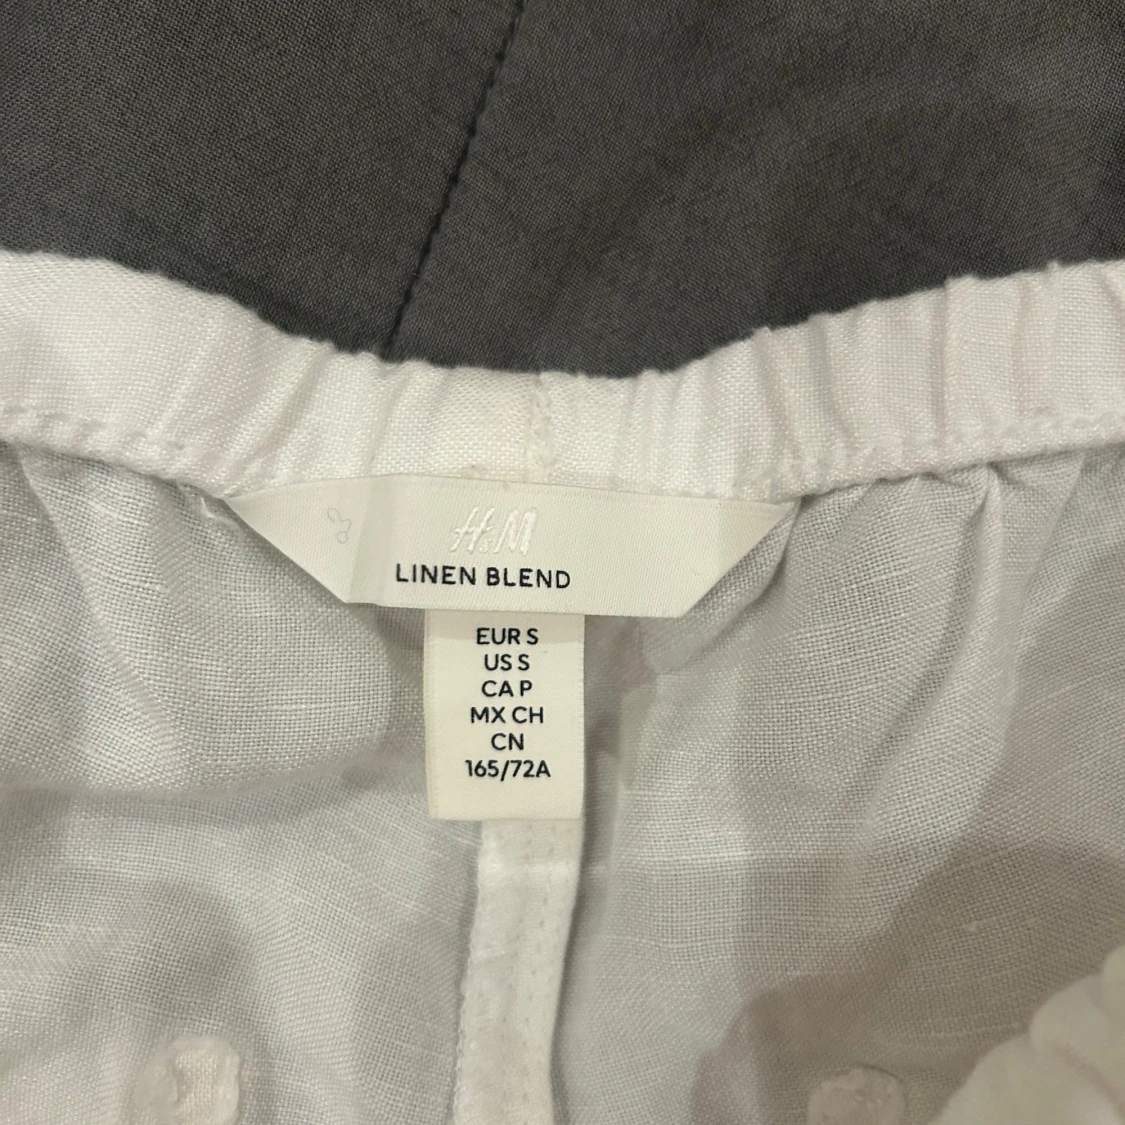 H&M
LINEN BLEND
EUR S
US S
CA P
MX CH
CN
165/72A